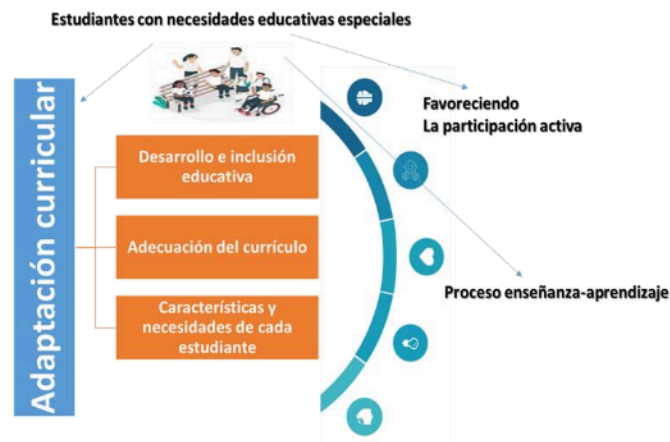 Estudiantes con necesidades educativas especiales
Adaptación curricular
Desarrollo e inclusión
educativa
Adecuación del currículo
Características y
necesidades de cada
estudiante
Favoreciendo
La participación activa
Proceso enseñanza-aprendizaje